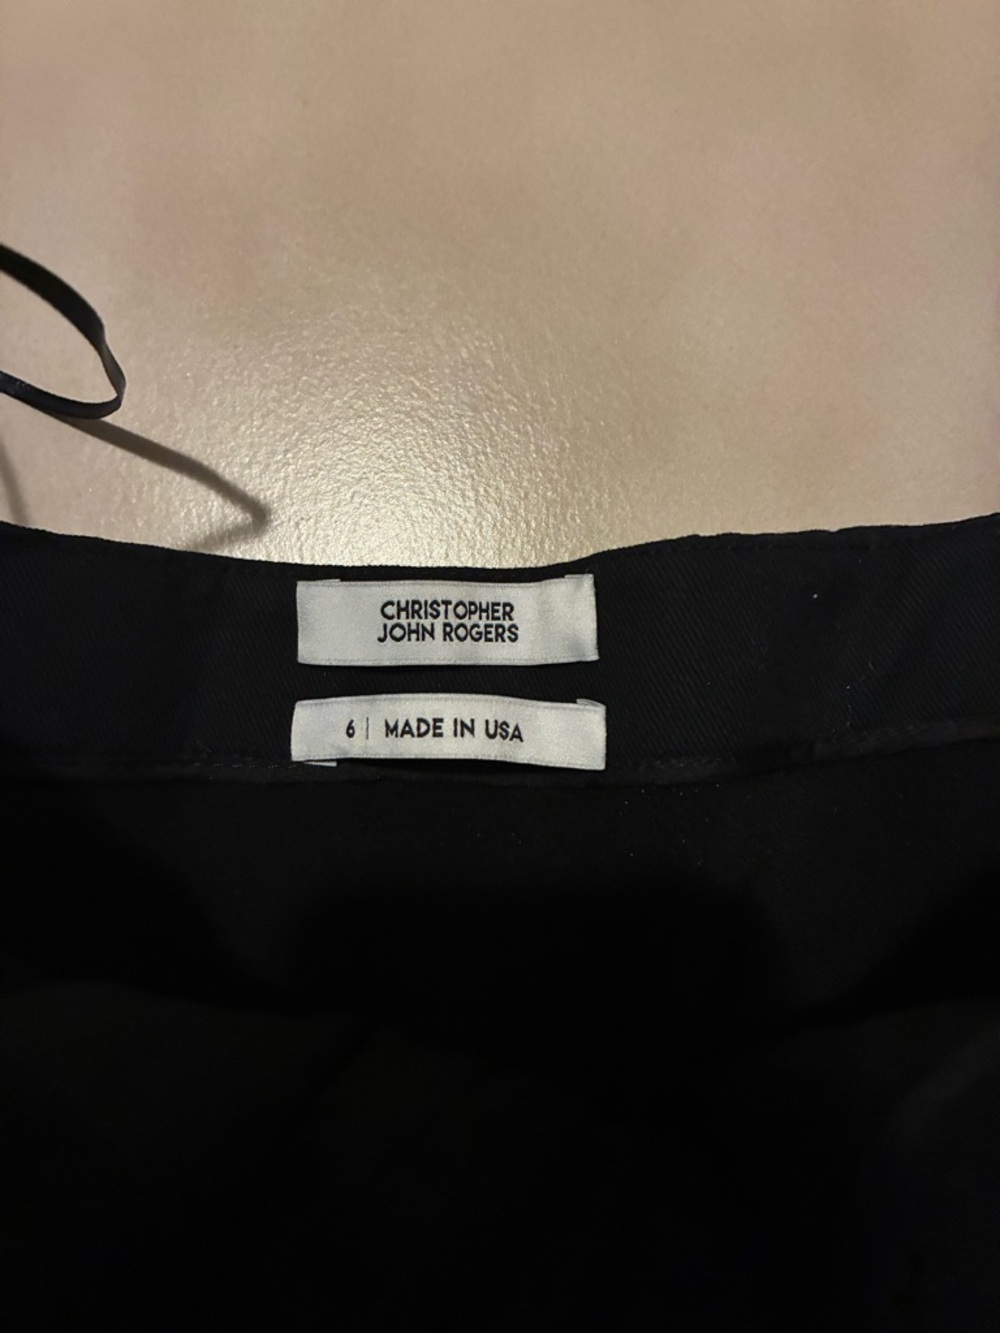 CHRISTOPHER
JOHN ROGERS
6 | MADE IN USA